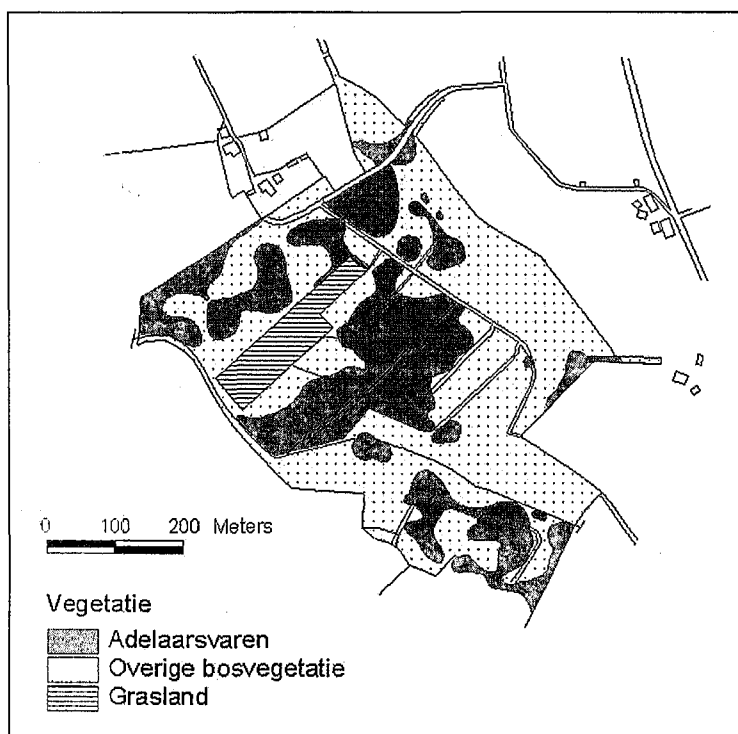 0 100 200 Meters
Vegetatie
Adelaarsvaren
Overige bosvegetatie
Grasland